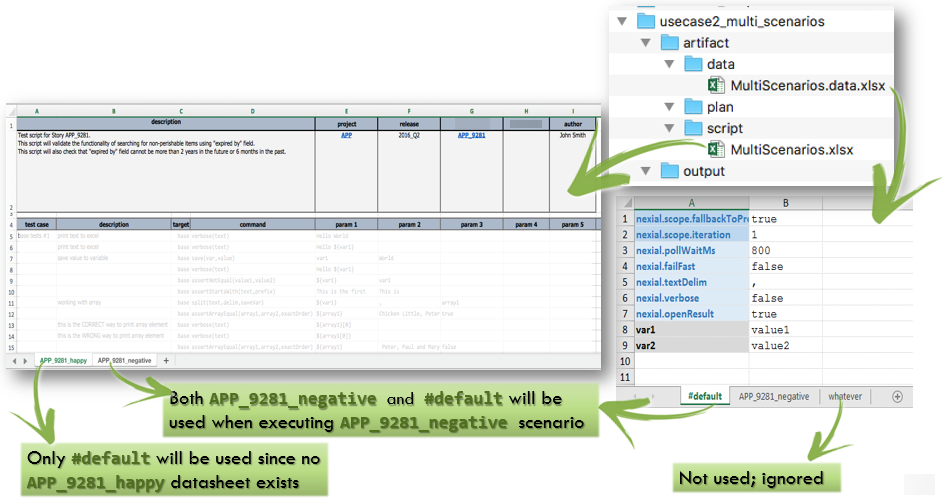 usecase2_multi_scenarios
artifact
data
MultiScenarios.data.xlsx
plan
script
MultiScenarios.xlsx
output
A B C D E F G H I
1 description project release author
Test script for Story APP_9281. APP 2016_Q2 APP_9281 John Smith
This script will validate the functionality of searching for non-perishable items using "expired by" field.
This script will also check that "expired by" field cannot be more than 2 years in the future or 6 months in the past.
2
3
4 test case description target command param 1 param 2 param 3 param 4 param 5
5 print text to excel base verbose(text) Hello World
6 print text to excel base verbose(text) Hello ${var1}
7 save value to variable base save(var,value) var1 World
8 base verbose(text) Hello ${var1}
9 base assertNotEqual(value1,value2) ${var1} var1
10 base assertStartsWith(text,prefix) This is the first This is
11 working with array base split(text,delim,saveVar) ${var1} , array1
12 base assertArrayEqual(array1,array2,exactOrder) ${array1} Chicken Little, Peter, true
13 this is the CORRECT way to print array element base verbose(text) ${array1}[0]
14 this is the WRONG way to print array element base verbose(text) ${array1[0]}
15 base assertArrayEqual(array1,array2,exactOrder) ${array1} Peter, Paul and Mary false
APP_9281_happy APP_9281_negative +
A B
1 nexial.scope.fallbackToPre true
2 nexial.scope.iteration 1
3 nexial.pollWaitMs 800
4 nexial.failFast false
5 nexial.textDelim ,
6 nexial.verbose false
7 nexial.openResult true
8 var1 value1
9 var2 value2
10
11
#default APP_9281_negative whatever +
Both APP_9281_negative and #default will be
used when executing APP_9281_negative scenario
Only #default will be used since no
APP_9281_happy datasheet exists
Not used; ignored